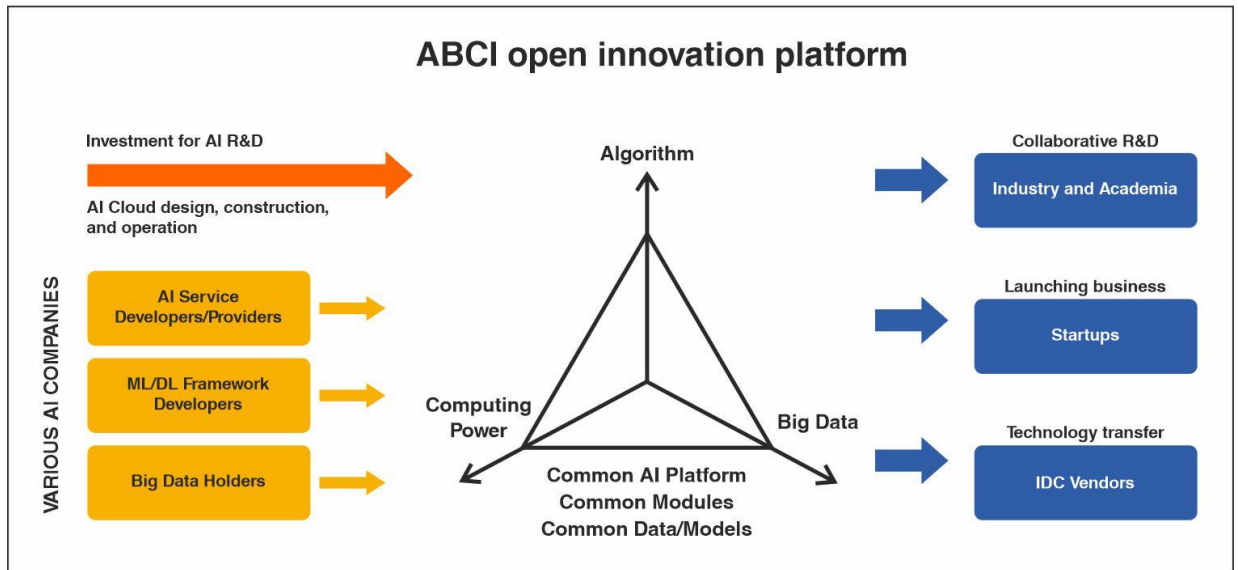 ABCI open innovation platform
Investment for AI R&D
AI Cloud design, construction,
and operation
VARIOUS AI COMPANIES
AI Service
Developers/Providers
ML/DL Framework
Developers
Big Data Holders
Algorithm
Computing
Power
Big Data
Common AI Platform
Common Modules
Common Data/Models
Collaborative R&D
Industry and Academia
Launching business
Startups
Technology transfer
IDC Vendors